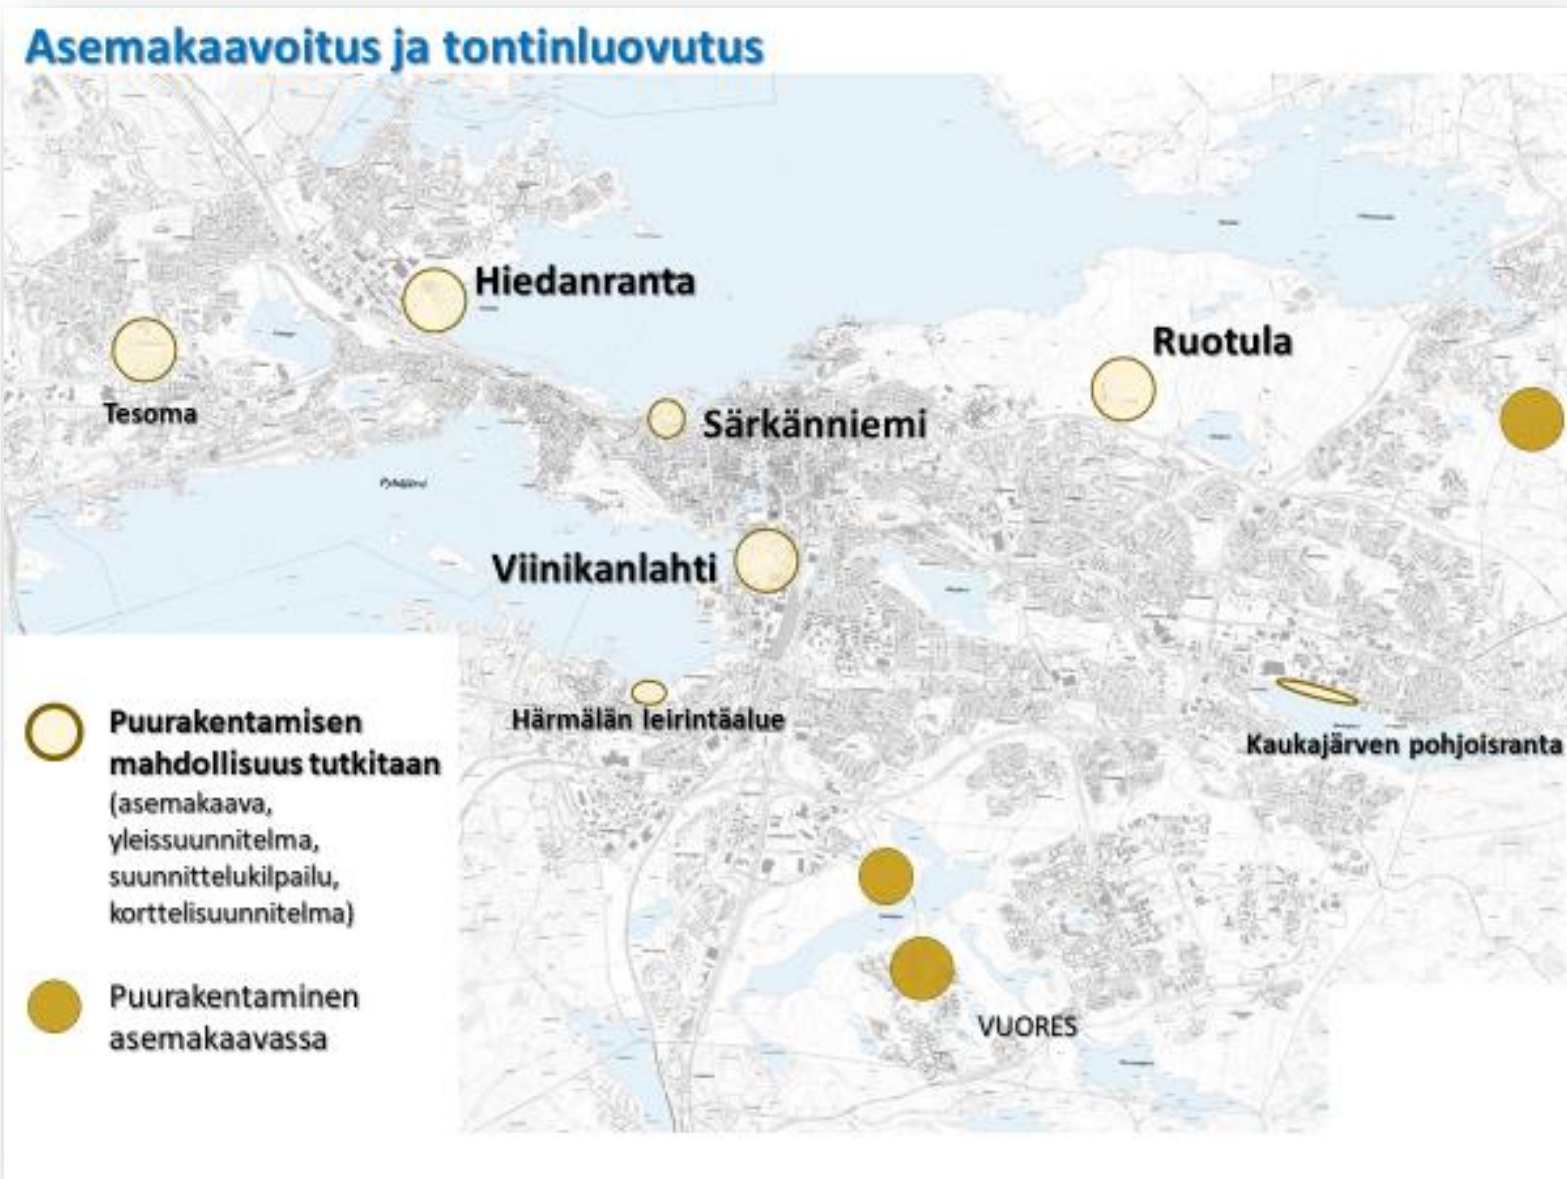 Asemakaavoitus ja tontinluovutus
Hiedanranta
Ruotula
Tesoma
Särkänniemi
Pyhäjärvi
Viinikanlahti
Härmälän leirintäalue
Kaukajärven pohjoisranta
VUORES
Puurakentamisen
mahdollisuus tutkitaan
(asemakaava,
yleissuunnitelma,
suunnittelukilpailu,
korttelisuunnitelma)
Puurakentaminen
asemakaavassa